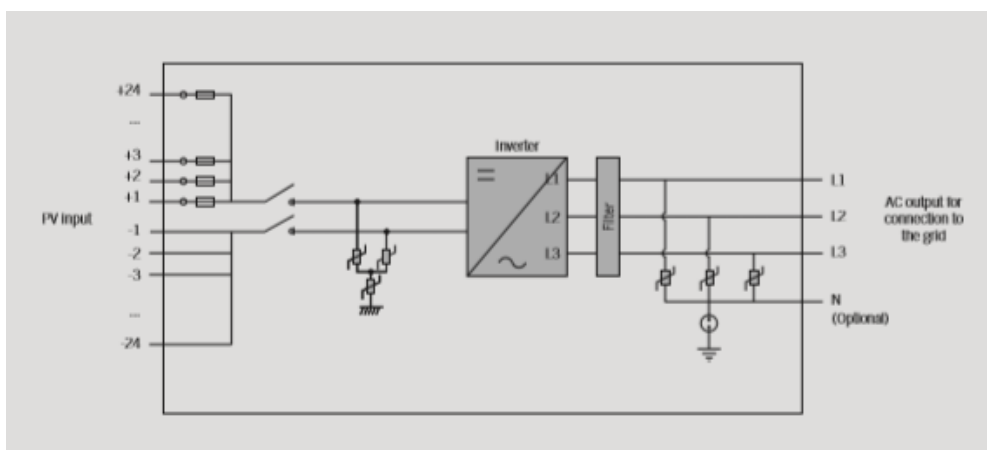 +24
...
+3
+2
+1
PV input
-1
-2
-3
...
-24
Inverter
L1
L2
L3
Filter
L1
L2
L3
N
(Optional)
AC output for
connection to
the grid